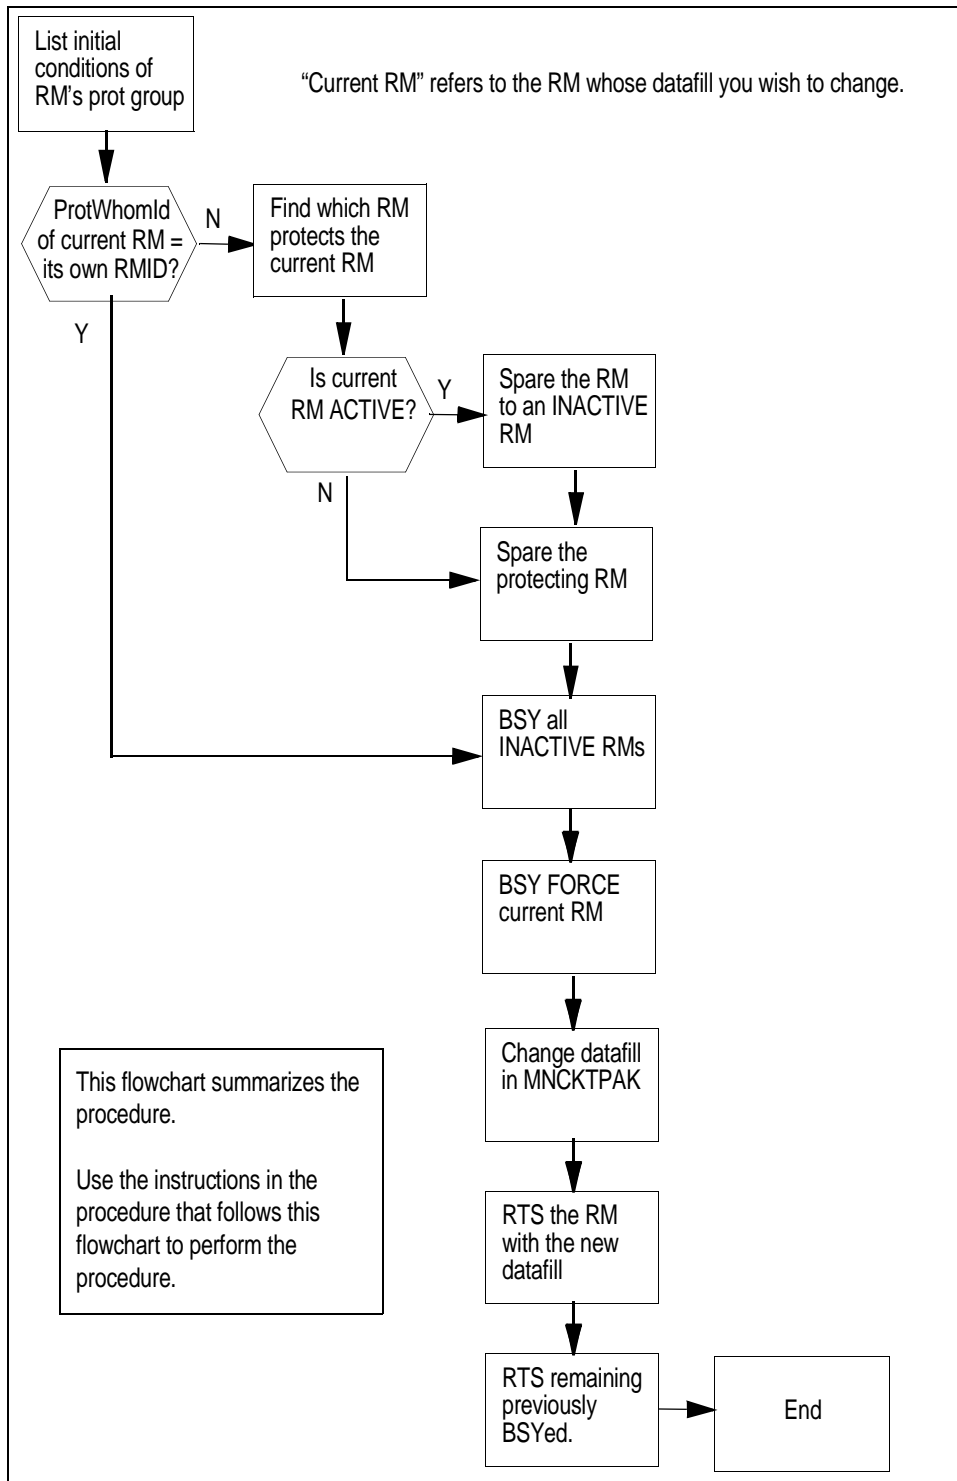 List initial
conditions of
RM's prot group
“Current RM” refers to the RM whose datafill you wish to change.
ProtWhomId
of current RM =
its own RMID?
N
Y
Find which RM
protects the
current RM
Is current
RM ACTIVE?
Y
N
Spare the RM
to an INACTIVE
RM
Spare the
protecting RM
BSY all
INACTIVE RMs
BSY FORCE
current RM
Change datafill
in MNCKTPAK
This flowchart summarizes the
procedure.
Use the instructions in the
procedure that follows this
flowchart to perform the
procedure.
RTS the RM
with the new
datafill
RTS remaining
previously
BSYed.
End